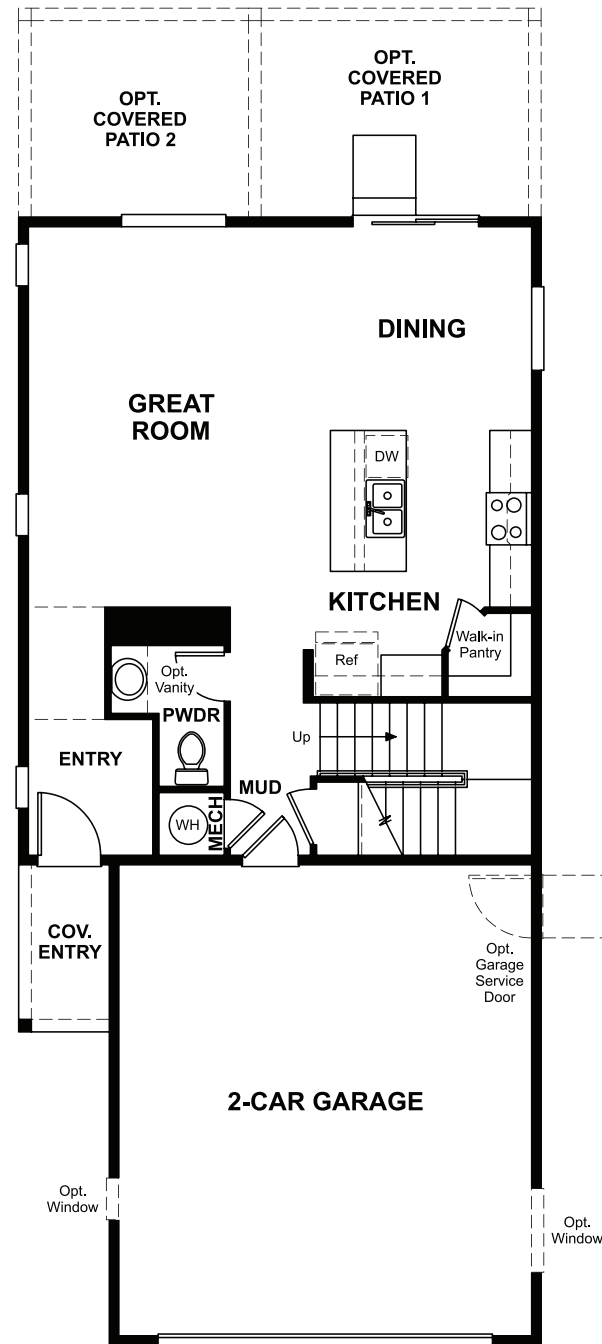 OPT.
COVERED
PATIO 1
OPT.
COVERED
PATIO 2
DINING
GREAT
ROOM
DW
KITCHEN
Walk-in
Pantry
Ref
Opt.
Vanity
PWDR
Up
ENTRY
MUD
MECH
WH
COV.
ENTRY
Opt.
Garage
Service
Door
2-CAR GARAGE
Opt.
Window
Opt.
Window